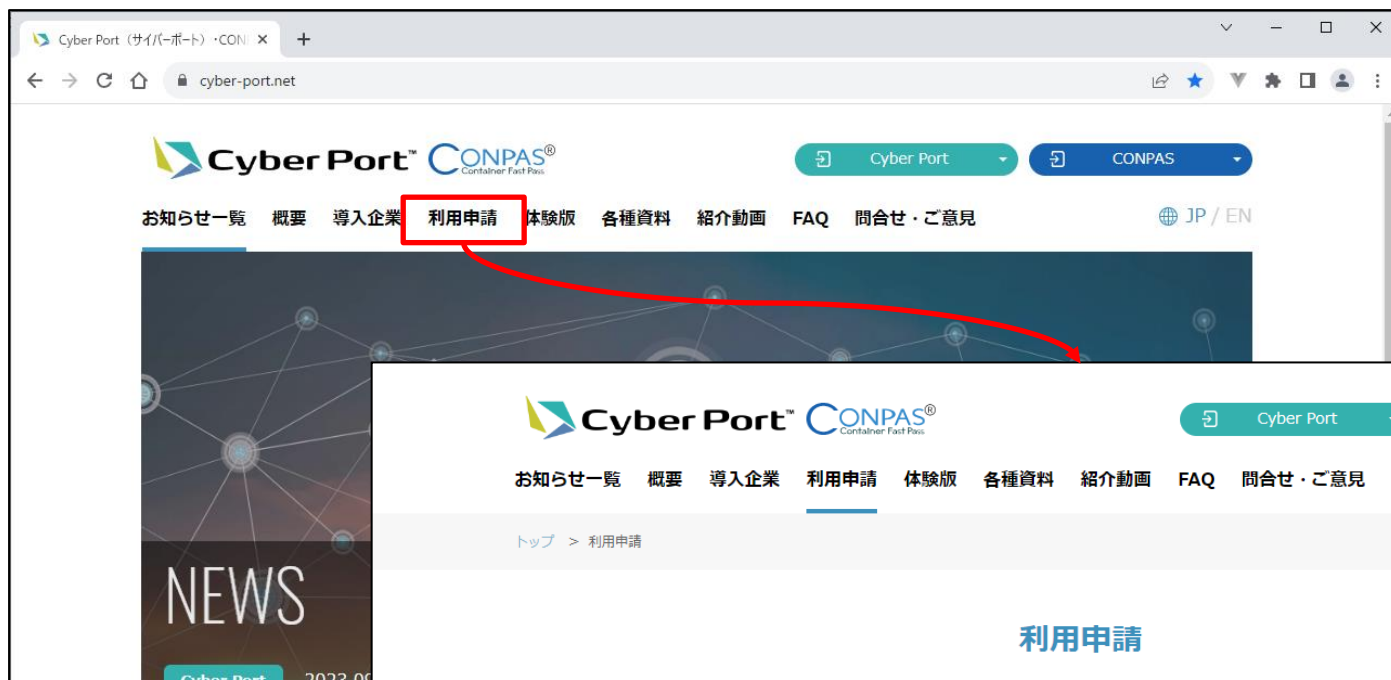 Cyber Port（サイバーポート）・CON
cyber-port.net
Cyber Port™ CONPAS®
Container Fast Pass
Cyber Port
CONPAS
お知らせ一覧 概要 導入企業 利用申請 体験版 各種資料 紹介動画 FAQ 問合せ・ご意見
JP / EN
NEWS
Cyber Port 2023.09
Cyber Port™ CONPAS®
Container Fast Pass
Cyber Port
お知らせ一覧 概要 導入企業 利用申請 体験版 各種資料 紹介動画 FAQ 問合せ・ご意見
トップ > 利用申請
利用申請